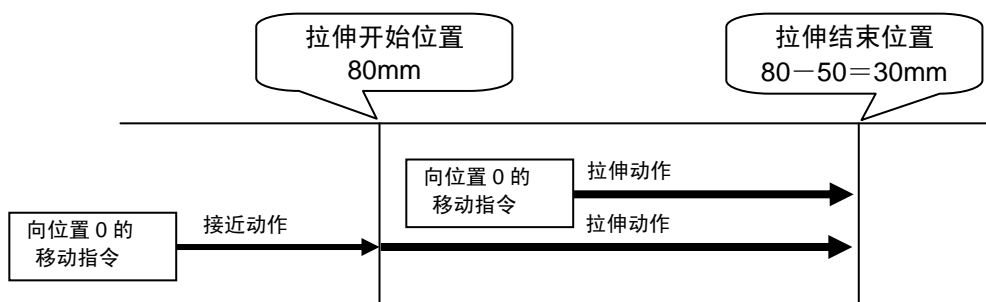 拉伸开始位置
80mm
拉伸结束位置
80－50＝30mm
向位置 0 的
移动指令
拉伸动作
向位置 0 的
移动指令
接近动作
拉伸动作